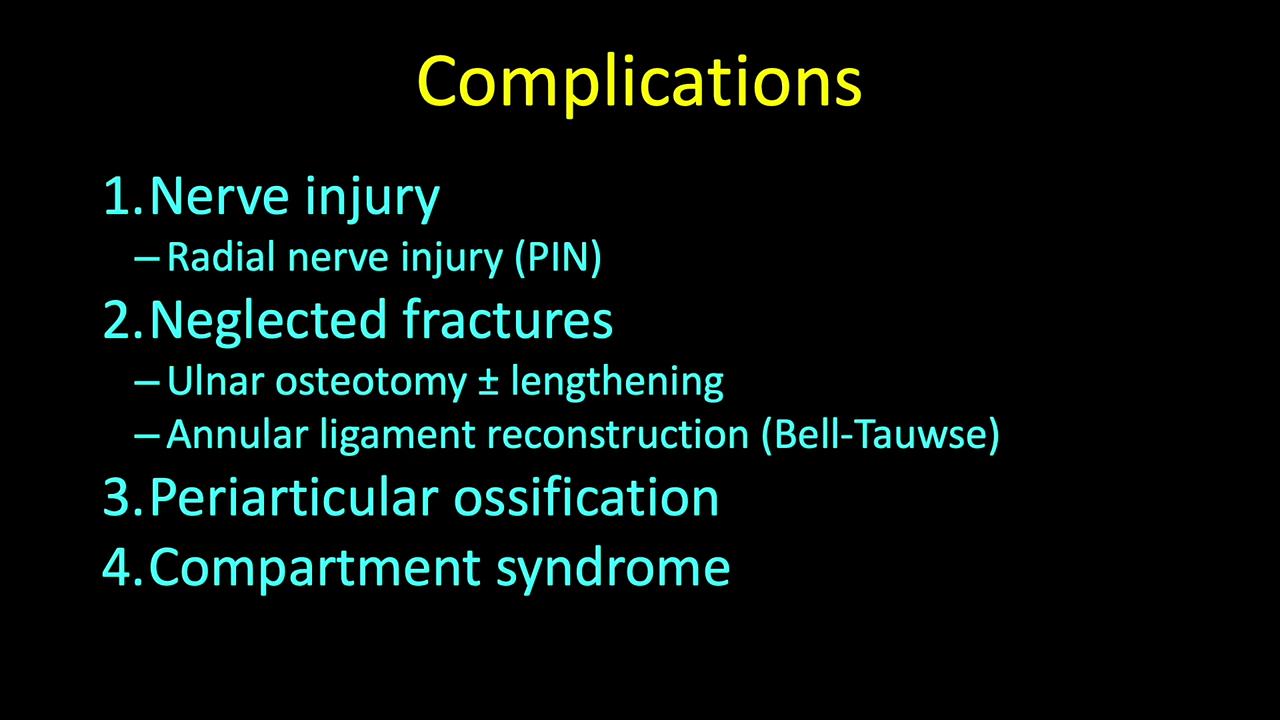 Complications
1. Nerve injury
– Radial nerve injury (PIN)
2. Neglected fractures
– Ulnar osteotomy ± lengthening
– Annular ligament reconstruction (Bell-Tauwse)
3. Periarticular ossification
4. Compartment syndrome